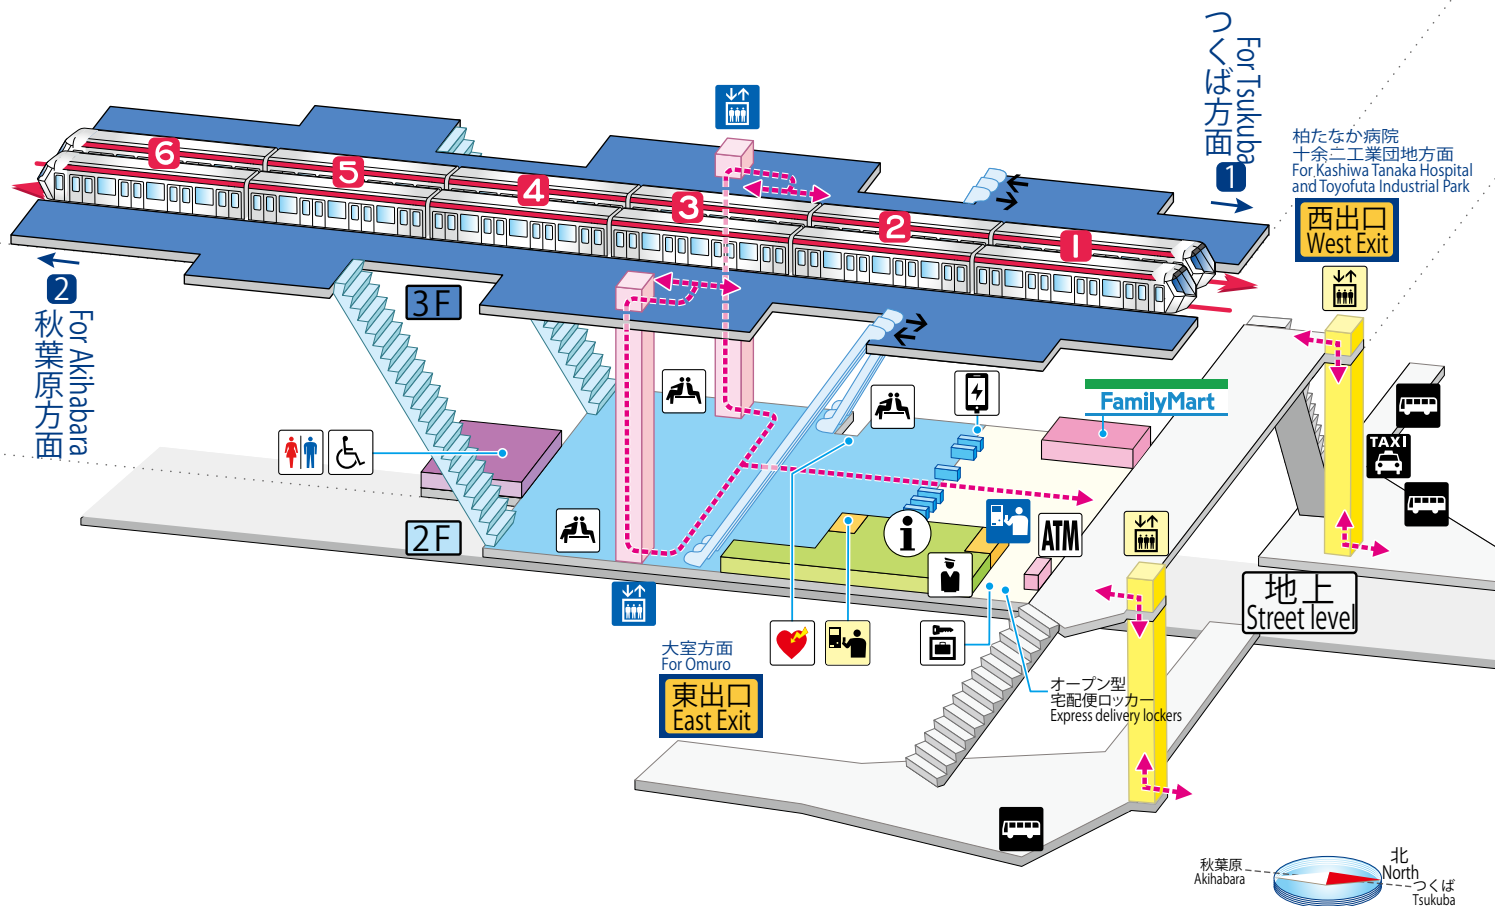 つくば方面
For Tsukuba
1
柏たなか病院
十余二工業団地方面
For Kashiwa Tanaka Hospital
and Toyofuta Industrial Park
西出口
West Exit
6
5
4
3
2
1
2
秋葉原方面
For Akihabara
3F
FamilyMart
TAXI
2F
i
ATM
地上
Street level
大室方面
For Omuro
東出口
East Exit
オープン型
宅配便ロッカー
Express delivery lockers
秋葉原
Akihabara
北
North
つくば
Tsukuba